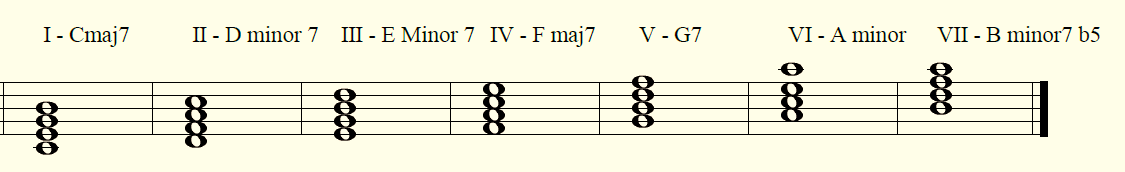 I - Cmaj7 II - D minor 7 III - E Minor 7 IV - F maj7 V - G7 VI - A minor VII - B minor7 b5